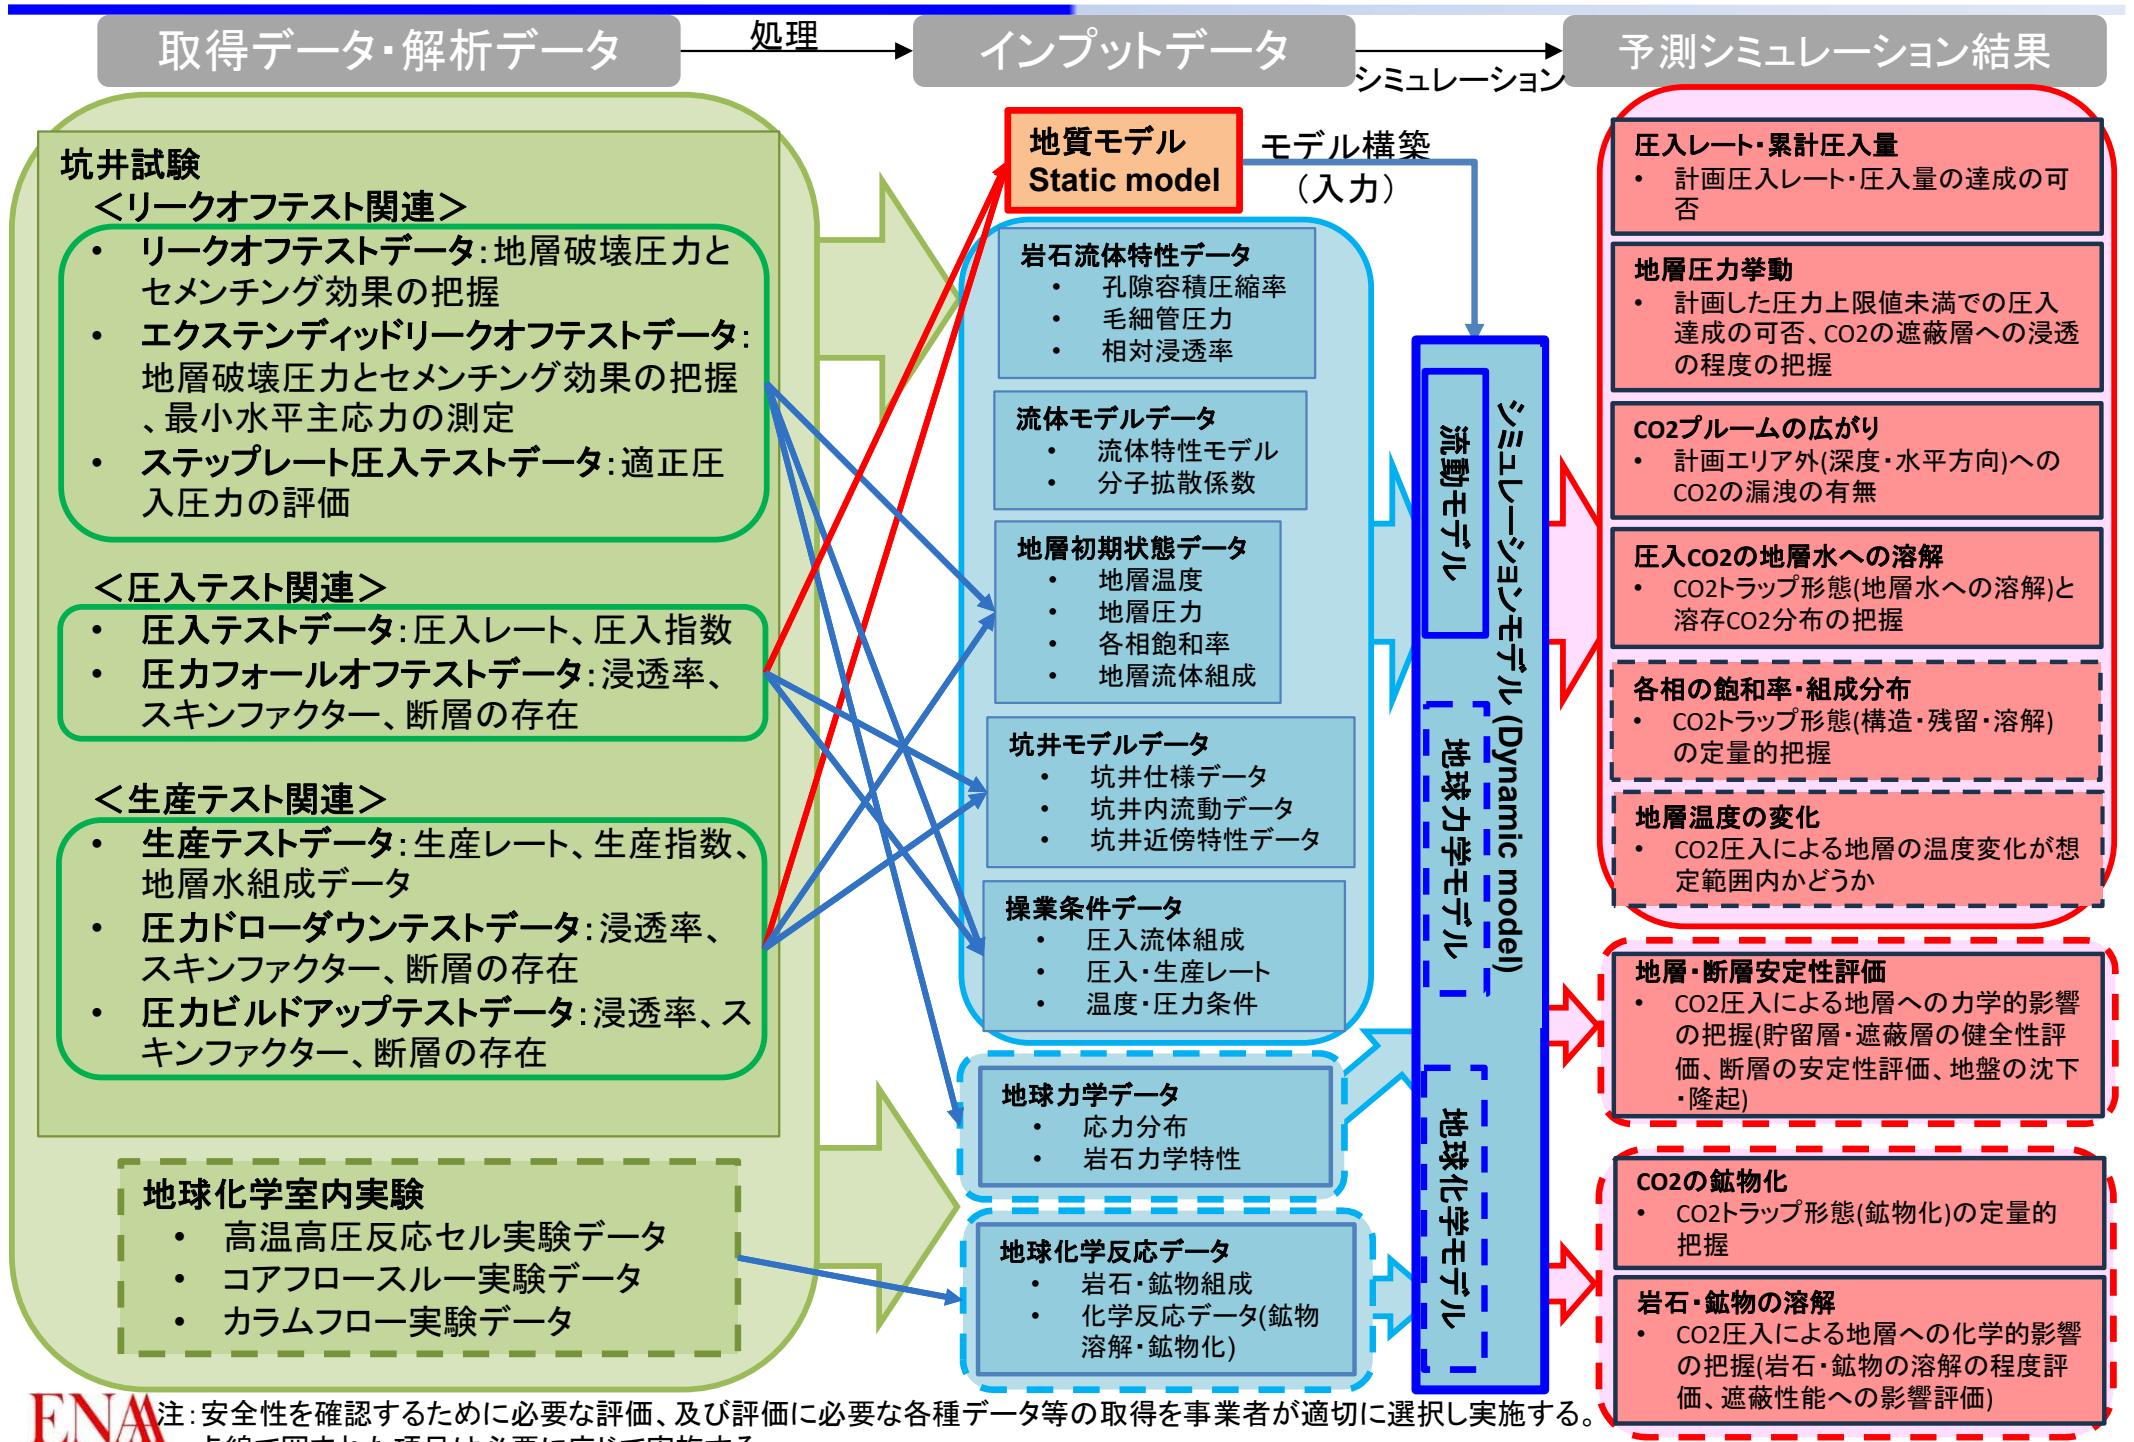 取得データ・解析データ
処理
インプットデータ
シミュレーション
予測シミュレーション結果
坑井試験
＜リークオフテスト関連＞
• リークオフテストデータ：地層破壊圧力と
セメンチング効果の把握
• エクステンディッドリークオフテストデータ：
地層破壊圧力とセメンチング効果の把握
、最小水平主応力の測定
• ステップレート圧入テストデータ：適正圧
入圧力の評価
＜圧入テスト関連＞
• 圧入テストデータ：圧入レート、圧入指数
• 圧力フォールオフテストデータ：浸透率、
スキンファクター、断層の存在
＜生産テスト関連＞
• 生産テストデータ：生産レート、生産指数、
地層水組成データ
• 圧力ドローダウンテストデータ：浸透率、
スキンファクター、断層の存在
• 圧力ビルドアップテストデータ：浸透率、ス
キンファクター、断層の存在
地球化学室内実験
• 高温高圧反応セル実験データ
• コアフロースルー実験データ
• カラムフロー実験データ
地質モデル
Static model
モデル構築
（入力）
岩石流体特性データ
• 孔隙容積圧縮率
• 毛細管圧力
• 相対浸透率
流体モデルデータ
• 流体特性モデル
• 分子拡散係数
地層初期状態データ
• 地層温度
• 地層圧力
• 各相飽和率
• 地層流体組成
坑井モデルデータ
• 坑井仕様データ
• 坑井内流動データ
• 坑井近傍特性データ
操業条件データ
• 圧入流体組成
• 圧入・生産レート
• 温度・圧力条件
地球力学データ
• 応力分布
• 岩石力学特性
地球化学反応データ
• 岩石・鉱物組成
• 化学反応データ(鉱物
溶解・鉱物化)
シミュレーションモデル (Dynamic model)
流動モデル
地球力学モデル
地球化学モデル
圧入レート・累計圧入量
• 計画圧入レート・圧入量の達成の可
否
地層圧力挙動
• 計画した圧力上限値未満での圧入
達成の可否、CO2の遮蔽層への浸透
の程度の把握
CO2プルームの広がり
• 計画エリア外(深度・水平方向)への
CO2の漏洩の有無
圧入CO2の地層水への溶解
• CO2トラップ形態(地層水への溶解)と
溶存CO2分布の把握
各相の飽和率・組成分布
• CO2トラップ形態(構造・残留・溶解)
の定量的把握
地層温度の変化
• CO2圧入による地層の温度変化が想
定範囲内かどうか
地層・断層安定性評価
• CO2圧入による地層への力学的影響
の把握(貯留層・遮蔽層の健全性評
価、断層の安定性評価、地盤の沈下
・隆起)
CO2の鉱物化
• CO2トラップ形態(鉱物化)の定量的
把握
岩石・鉱物の溶解
• CO2圧入による地層への化学的影響
の把握(岩石・鉱物の溶解の程度評
価、遮蔽性能への影響評価)
ENAA
注：安全性を確認するために必要な評価、及び評価に必要な各種データ等の取得を事業者が適切に選択し実施する。
点線で囲まれた項目は必要に応じて実施する